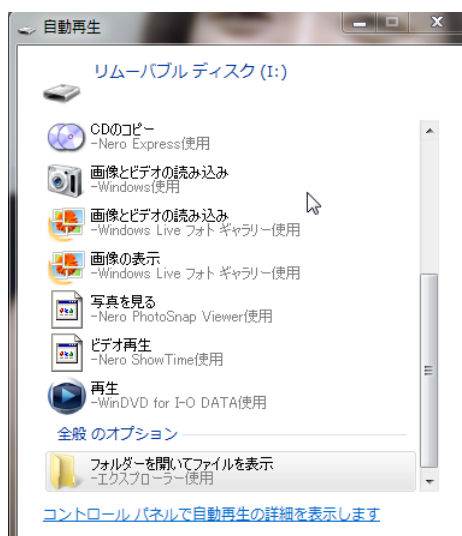 自動再生
リムーバブル ディスク (I:)
CDのコピー
-Nero Express使用
画像とビデオの読み込み
-Windows使用
画像とビデオの読み込み
-Windows Live フォト ギャラリー使用
画像の表示
-Windows Live フォト ギャラリー使用
写真を見る
-Nero PhotoSnap Viewer使用
ビデオ再生
-Nero ShowTime使用
再生
-WinDVD for I-O DATA使用
全般 のオプション
フォルダーを開いてファイルを表示
-エクスプローラー使用
コントロール パネルで自動再生の詳細を表示します